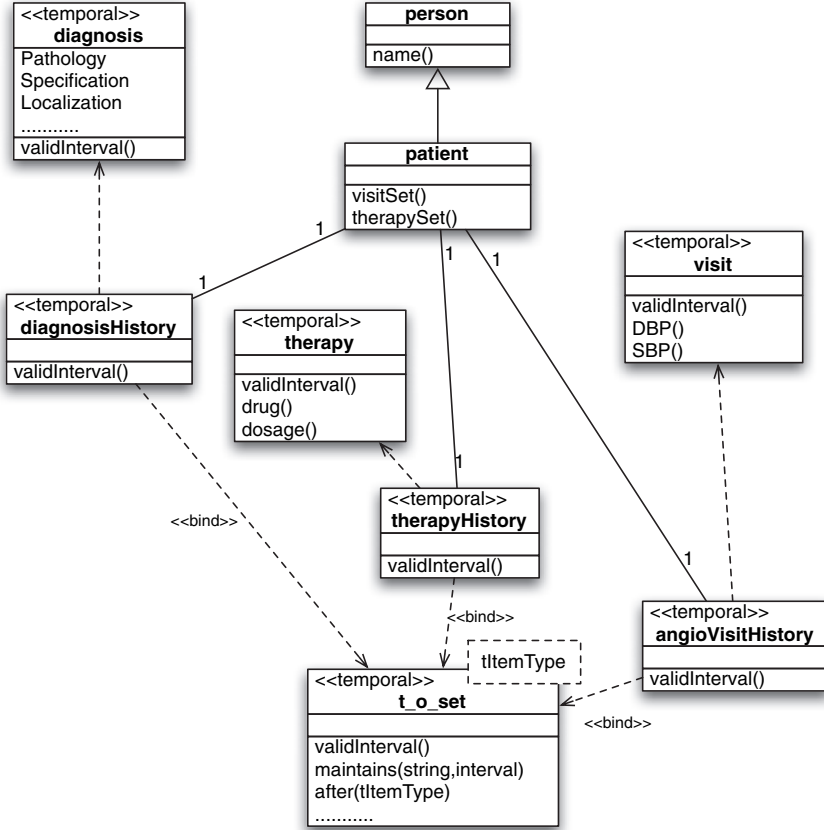 <<temporal>>
diagnosis
Pathology
Specification
Localization
...........
validInterval()
person
name()
patient
visitSet()
therapySet()
1
1
1
1
1
1
<<temporal>>
visit
validInterval()
DBP()
SBP()
<<temporal>>
diagnosisHistory
validInterval()
<<temporal>>
therapy
validInterval()
drug()
dosage()
<<temporal>>
therapyHistory
validInterval()
<<bind>>
<<bind>>
<<temporal>>
angioVisitHistory
validInterval()
<<bind>>
tItemType
<<temporal>>
t_o_set
validInterval()
maintains(string,interval)
after(tItemType)
...........